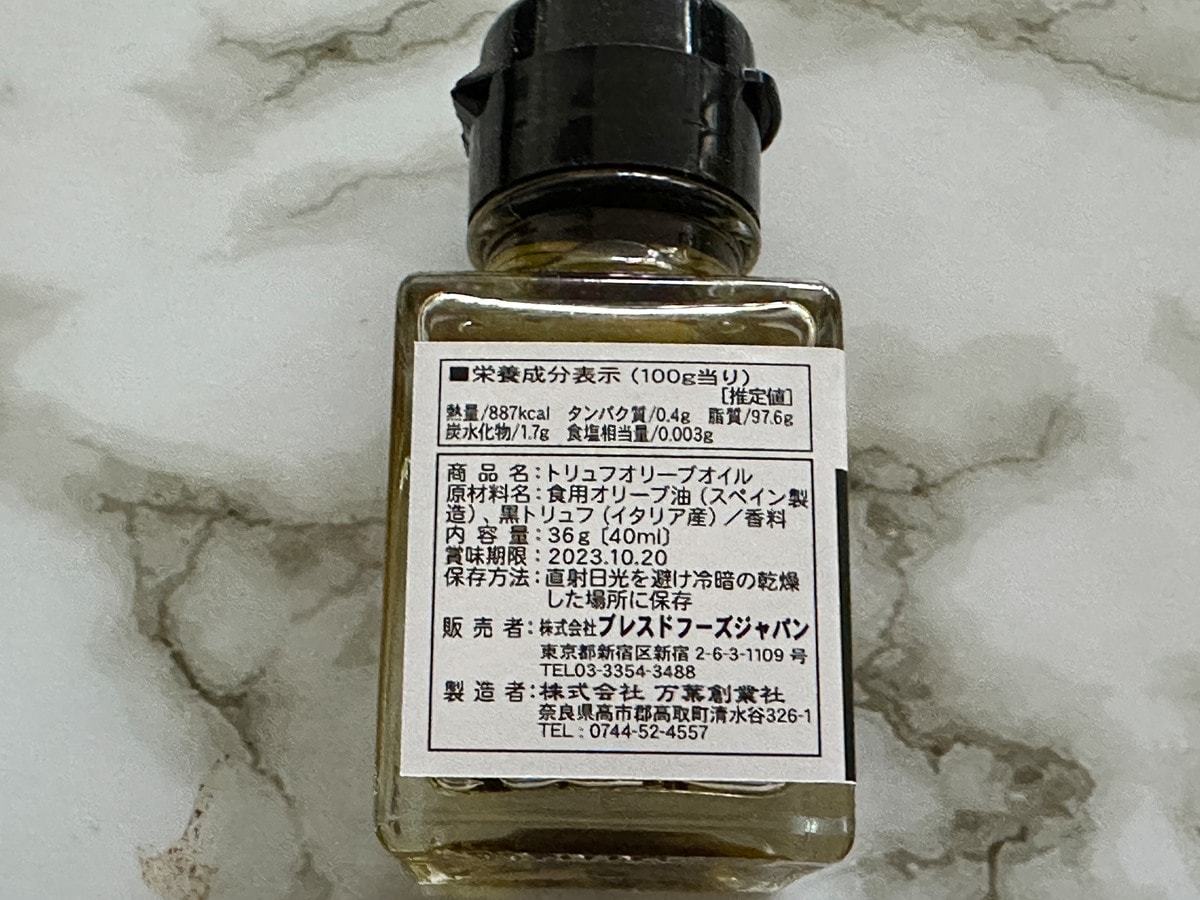 ■栄養成分表示（100g当り）
［推定値］
熱量/887kcal タンパク質/0.4g 脂質/97.6g
炭水化物/1.7g 食塩相当量/0.003g
商品名：トリュフオリーブオイル
原材料名：食用オリーブ油（スペイン製
造）、黒トリュフ（イタリア産）／香料
内容量：36g［40ml］
賞味期限：2023.10.20
保存方法：直射日光を避け冷暗の乾燥
した場所に保存
販売者：株式会社ブレスドフーズジャパン
東京都新宿区新宿 2-6-3-1109 号
TEL03-3354-3488
製造者：株式会社 万葉創業社
奈良県高市郡高取町清水谷326-1
TEL：0744-52-4557